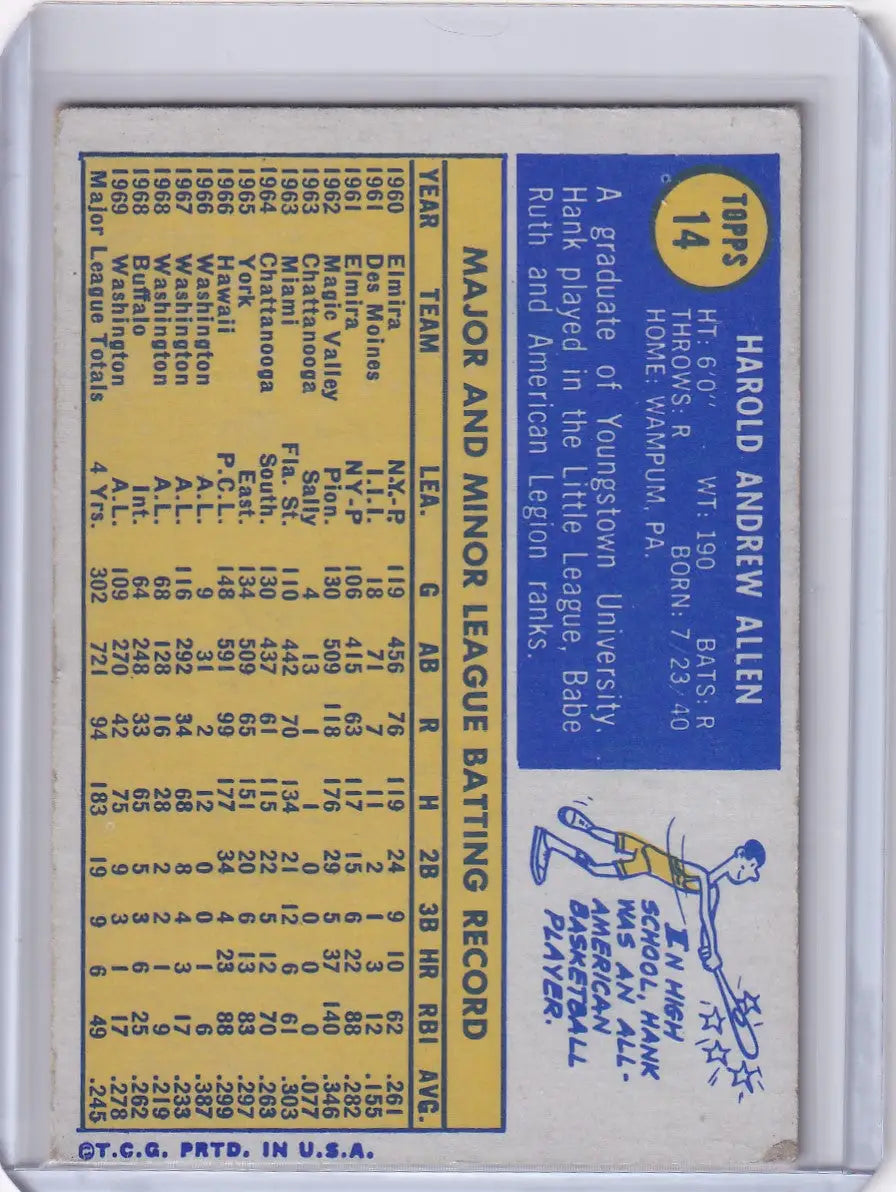 TOPPS
14
HAROLD ANDREW ALLEN
HT: 6'0" WT: 190 BATS: R
THROWS: R BORN: 7/23/40
HOME: WAMPUM, PA.
A graduate of Youngstown University.
Hank played in the Little League, Babe
Ruth and American Legion ranks.
IN HIGH
SCHOOL, HANK
WAS AN ALL-
AMERICAN
BASKETBALL
PLAYER.
MAJOR AND MINOR LEAGUE BATTING RECORD
YEAR TEAM LEA. G AB R H 2B 3B HR RBI AVG.
1960 Elmira N.Y.-P. 119 456 76 119 24 9 10 62 .261
1961 Des Moines I.I.I. 18 71 7 11 2 1 3 12 .155
1961 Elmira NY-P 106 415 63 117 15 6 22 88 .282
1962 Magic Valley Pion. 130 509 118 176 29 5 37 140 .346
1963 Chattanooga Sally 4 13 1 1 0 0 0 0 .077
1963 Miami Fla. St. 110 442 70 134 21 12 6 61 .303
1964 Chattanooga South. 130 437 61 115 22 5 12 70 .263
1965 York East. 134 509 65 151 20 6 13 83 .297
1966 Hawaii P.C.L. 148 591 99 177 34 4 23 88 .299
1966 Washington A.L. 9 31 2 12 0 0 1 6 .387
1967 Washington A.L. 116 292 34 68 8 4 3 17 .233
1968 Washington A.L. 68 128 16 28 2 2 1 9 .219
1968 Buffalo Int. 64 248 33 65 5 3 6 25 .262
1969 Washington A.L. 109 270 42 75 9 3 1 17 .278
Major League Totals 4 Yrs. 302 721 94 183 19 9 6 49 .245
©T.C.G. PRTD. IN U.S.A.